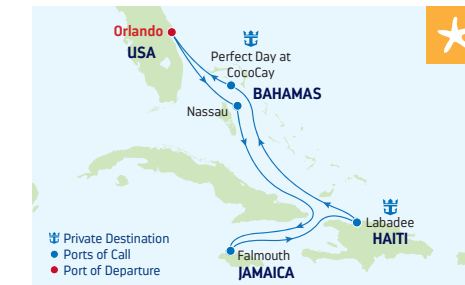 Orlando
USA
Perfect Day at
CocoCay
BAHAMAS
Nassau
Labadee
HAITI
Falmouth
JAMAICA
Private Destination
Ports of Call
Port of Departure